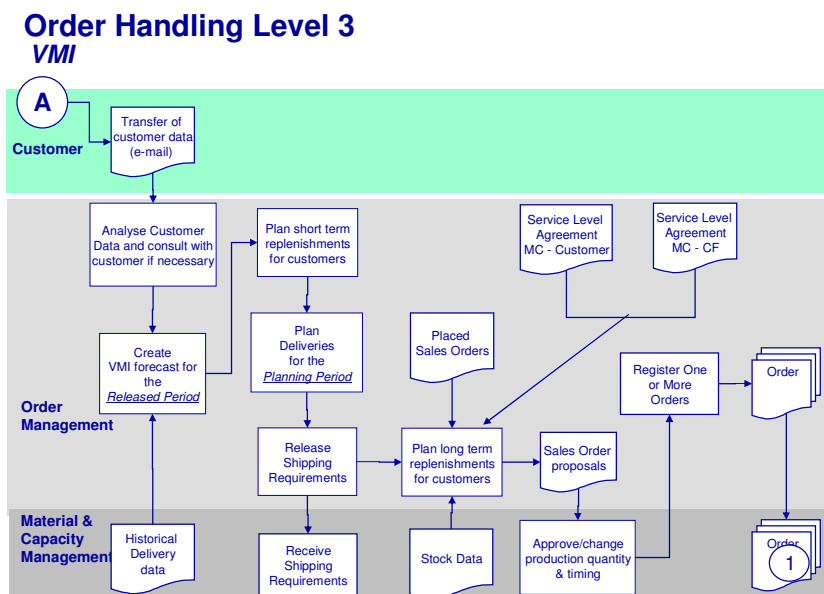 Order Handling Level 3
VMI
A
Customer
Transfer of
customer data
(e-mail)
Analyse Customer
Data and consult with
customer if necessary
Plan short term
replenishments
for customers
Service Level
Agreement
MC - Customer
Service Level
Agreement
MC - CF
Create
VMI forecast for
the
Released Period
Plan
Deliveries
for the
Planning Period
Placed
Sales Orders
Register One
or More
Orders
Order
Order
Management
Release
Shipping
Requirements
Plan long term
replenishments
for customers
Sales Order
proposals
Material &
Capacity
Management
Historical
Delivery
data
Receive
Shipping
Requirements
Stock Data
Approve/change
production quantity
& timing
Order
1